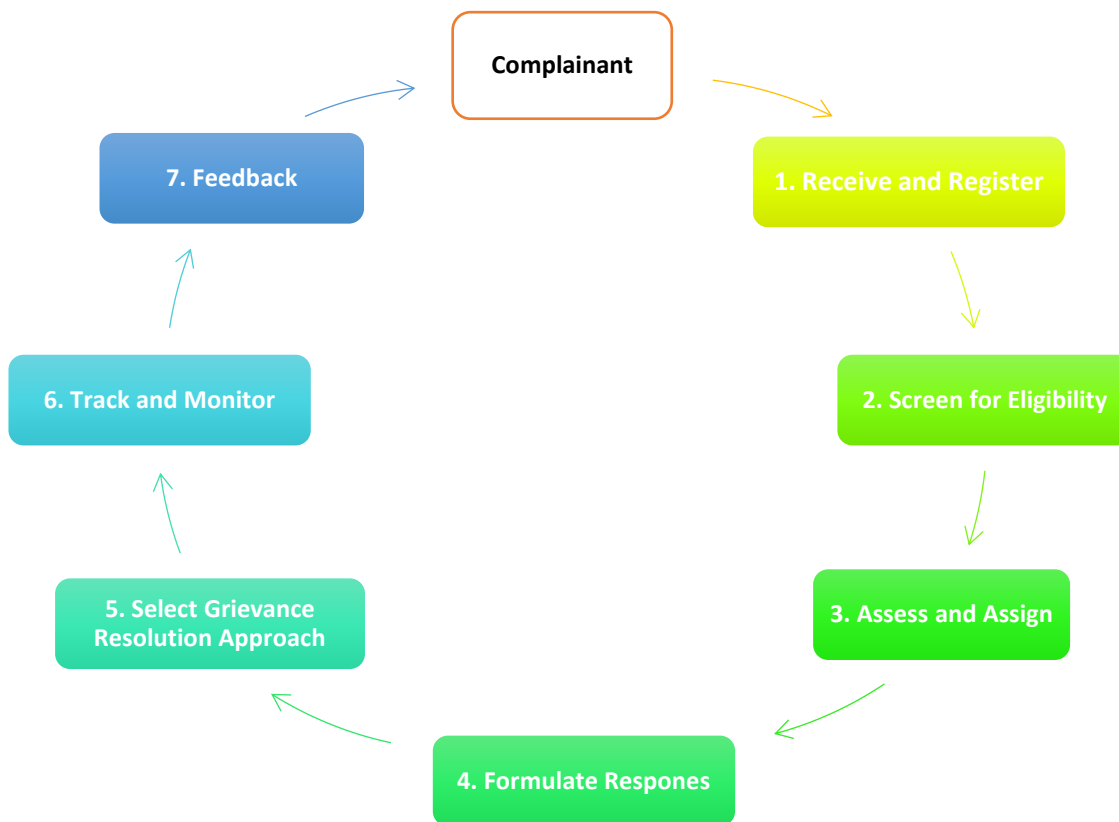 Complainant
1. Receive and Register
2. Screen for Eligibility
3. Assess and Assign
4. Formulate Respones
5. Select Grievance
Resolution Approach
6. Track and Monitor
7. Feedback